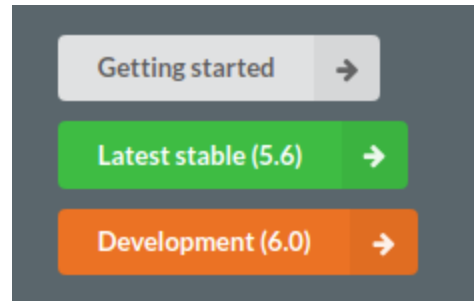 Getting started
Latest stable (5.6)
Development (6.0)